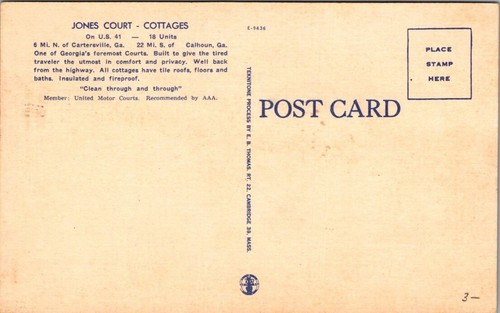 JONES COURT - COTTAGES
On U.S. 41 — 18 Units
6 Mi. N. of Cartersville, Ga. 22 Mi. S. of Calhoun, Ga.
One of Georgia's foremost Courts. Built to give the tired
traveler the utmost in comfort and privacy. Well back
from the highway. All cottages have tile roofs, floors and
baths. Insulated and fireproof.
"Clean through and through"
Member: United Motor Courts. Recommended by AAA.
E-9436
TEKNITONE PROCESS BY E. B. THOMAS, RT. 22, CAMBRIDGE 39, MASS.
POST CARD
PLACE
STAMP
HERE
3—